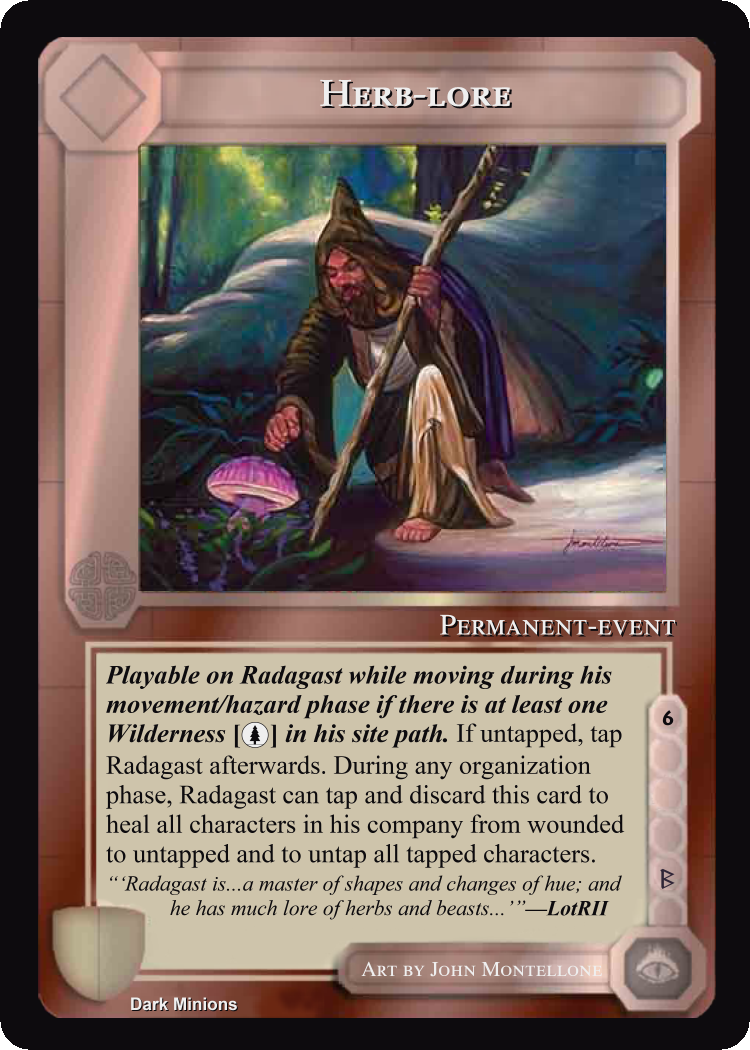 HERB-LORE
PERMANENT-EVENT
Playable on Radagast while moving during his
movement/hazard phase if there is at least one
Wilderness [] in his site path. If untapped, tap
Radagast afterwards. During any organization
phase, Radagast can tap and discard this card to
heal all characters in his company from wounded
to untapped and to untap all tapped characters.
“‘Radagast is...a master of shapes and changes of hue; and
he has much lore of herbs and beasts...’”—LotRII
6
ᛒ
ART BY JOHN MONTELLONE
Dark Minions